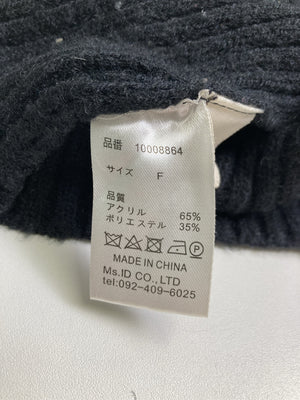 品番 10008864
サイズ F
品質
アクリル 65%
ポリエステル 35%
MADE IN CHINA
Ms.ID CO., LTD
tel:092-409-6025